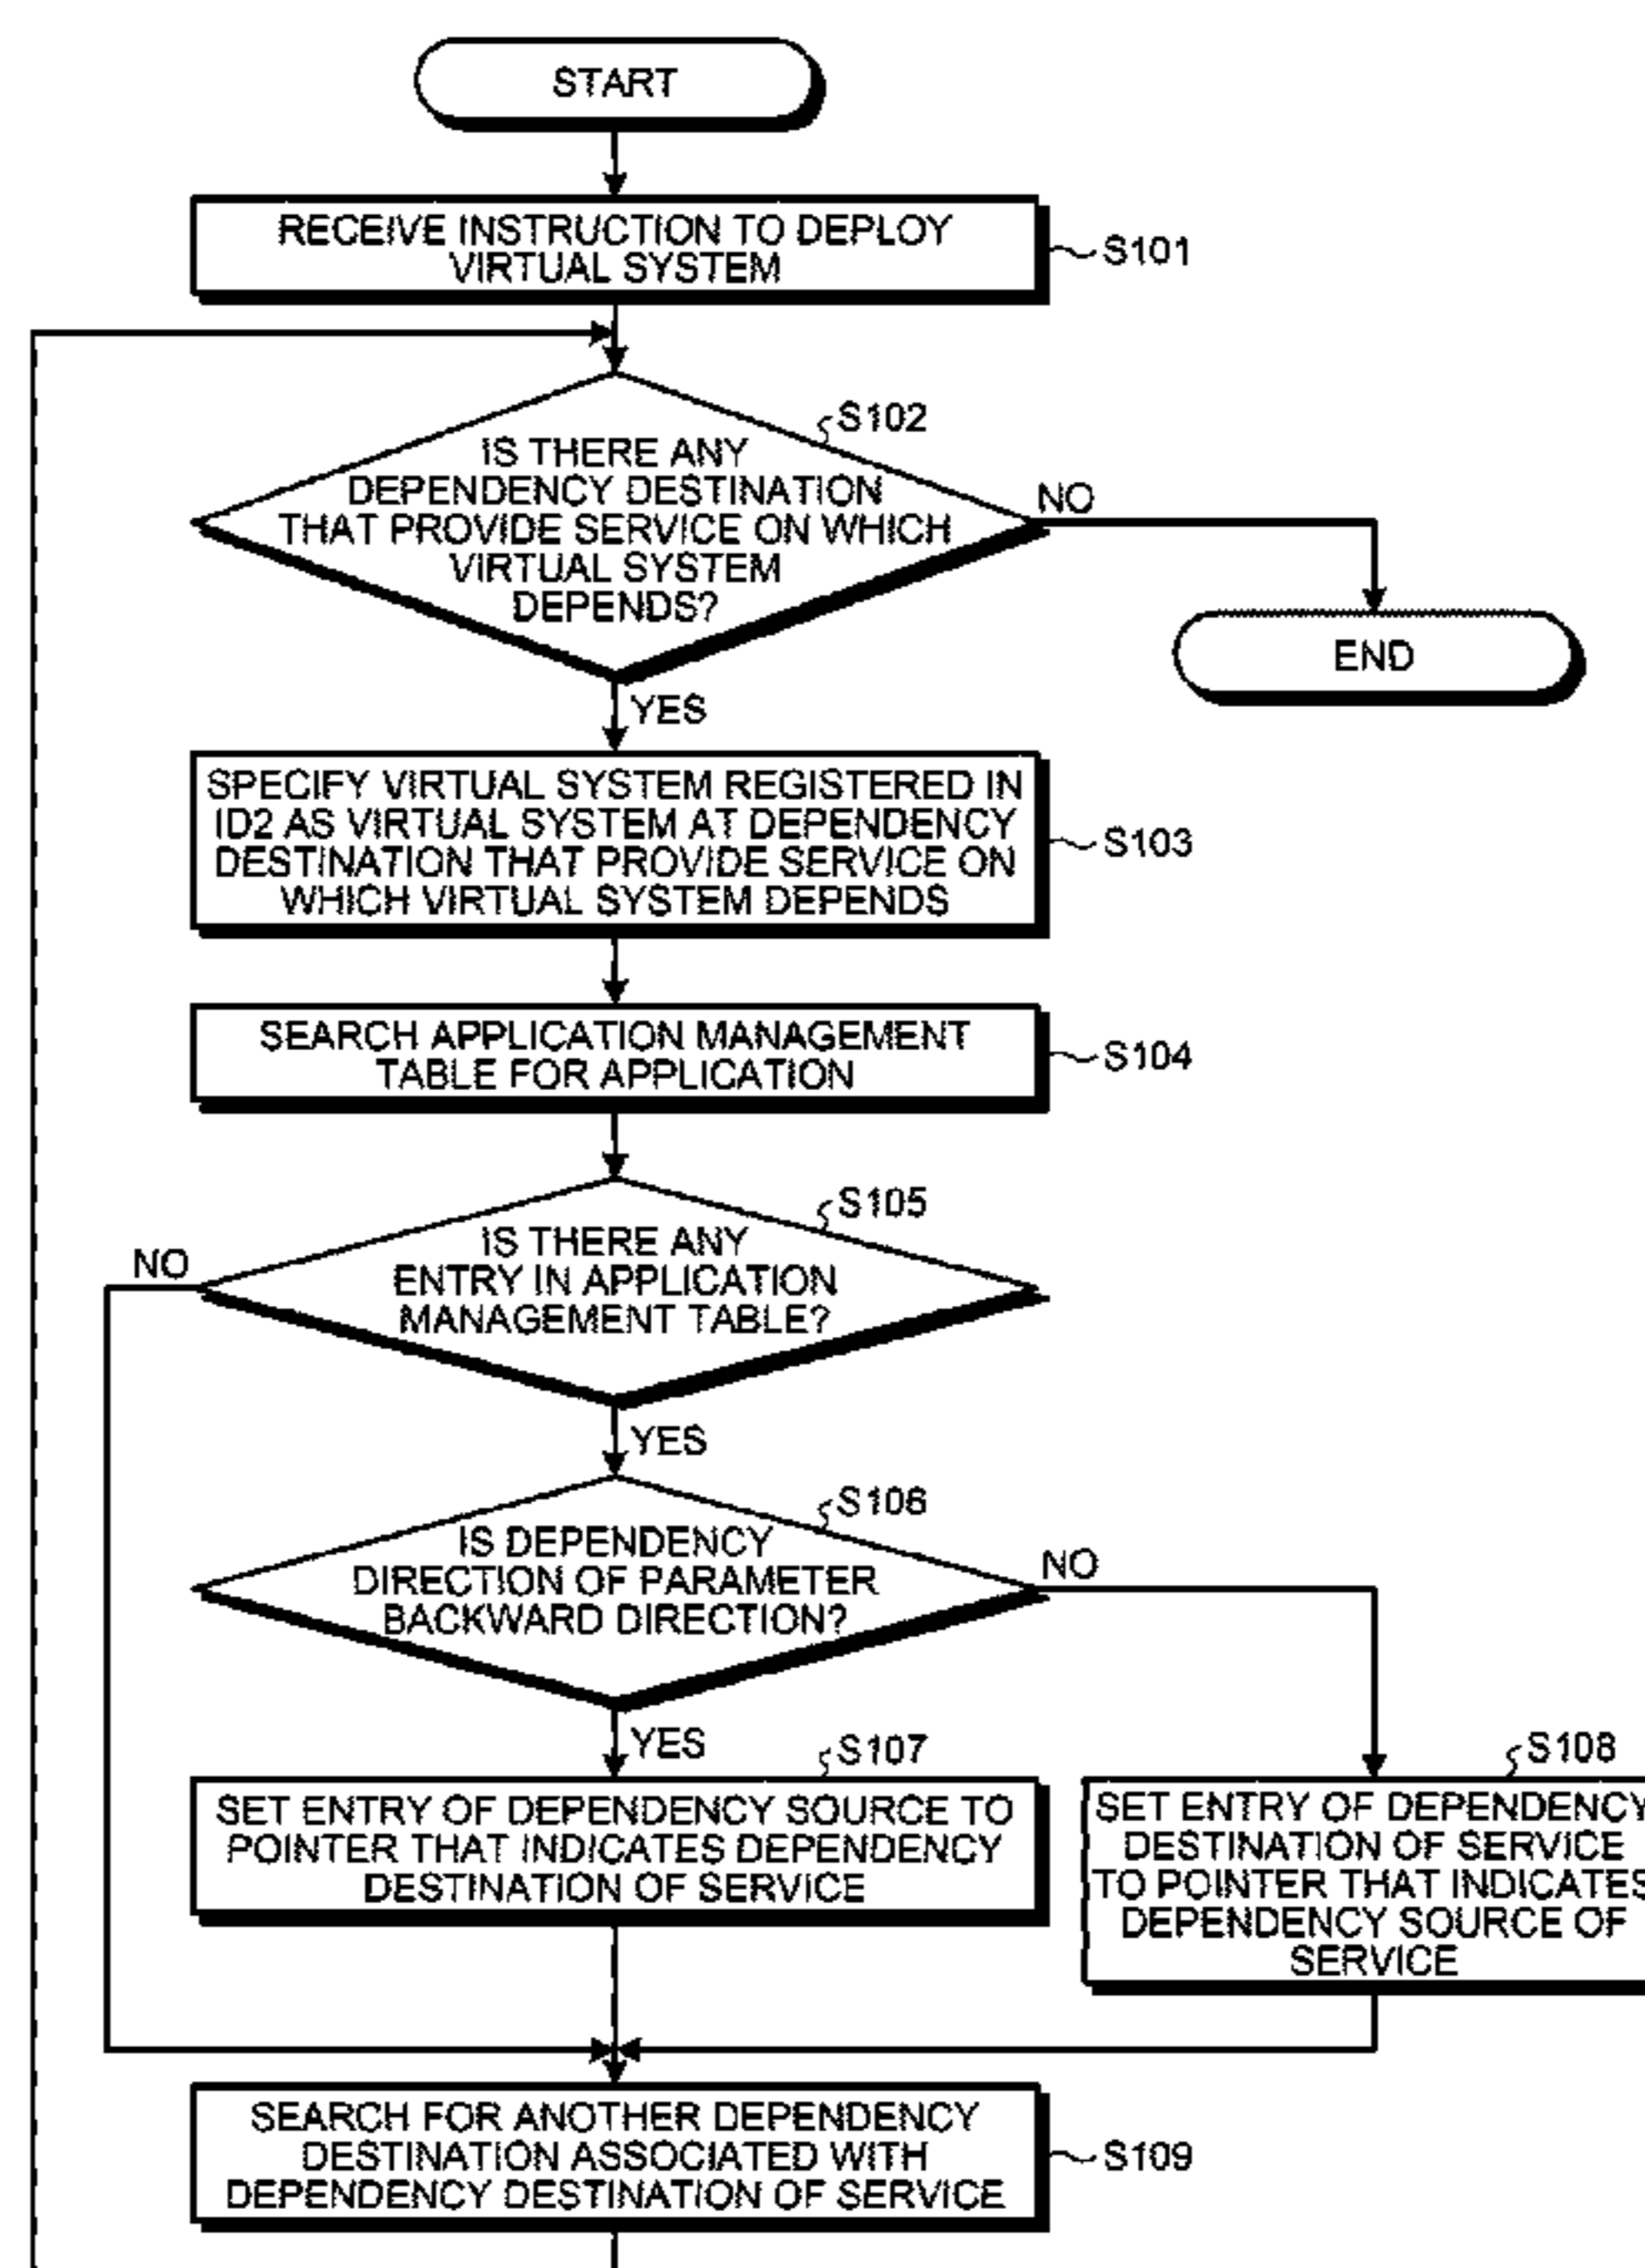 START
RECEIVE INSTRUCTION TO DEPLOY
VIRTUAL SYSTEM
S101
S102
IS THERE ANY
DEPENDENCY DESTINATION
THAT PROVIDE SERVICE ON WHICH
VIRTUAL SYSTEM
DEPENDS?
NO
END
YES
SPECIFY VIRTUAL SYSTEM REGISTERED IN
ID2 AS VIRTUAL SYSTEM AT DEPENDENCY
DESTINATION THAT PROVIDE SERVICE ON
WHICH VIRTUAL SYSTEM DEPENDS
S103
SEARCH APPLICATION MANAGEMENT
TABLE FOR APPLICATION
S104
S105
IS THERE ANY
ENTRY IN APPLICATION
MANAGEMENT TABLE?
NO
YES
S106
IS DEPENDENCY
DIRECTION OF PARAMETER
BACKWARD DIRECTION?
NO
YES
S107
SET ENTRY OF DEPENDENCY SOURCE TO
POINTER THAT INDICATES DEPENDENCY
DESTINATION OF SERVICE
S108
SET ENTRY OF DEPENDENCY
DESTINATION OF SERVICE
TO POINTER THAT INDICATES
DEPENDENCY SOURCE OF
SERVICE
SEARCH FOR ANOTHER DEPENDENCY
DESTINATION ASSOCIATED WITH
DEPENDENCY DESTINATION OF SERVICE
S109